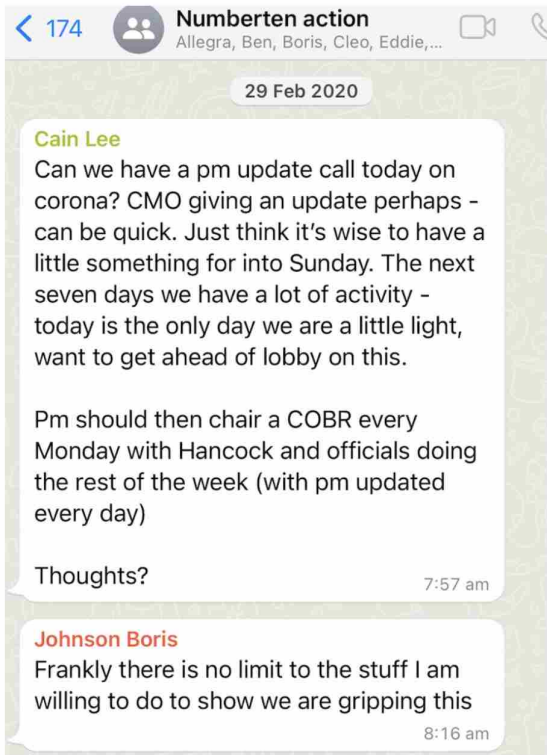 174
Numberten action
Allegra, Ben, Boris, Cleo, Eddie,...
29 Feb 2020
Cain Lee
Can we have a pm update call today on
corona? CMO giving an update perhaps -
can be quick. Just think it's wise to have a
little something for into Sunday. The next
seven days we have a lot of activity -
today is the only day we are a little light,
want to get ahead of lobby on this.
Pm should then chair a COBR every
Monday with Hancock and officials doing
the rest of the week (with pm updated
every day)
Thoughts?
7:57 am
Johnson Boris
Frankly there is no limit to the stuff I am
willing to do to show we are gripping this
8:16 am